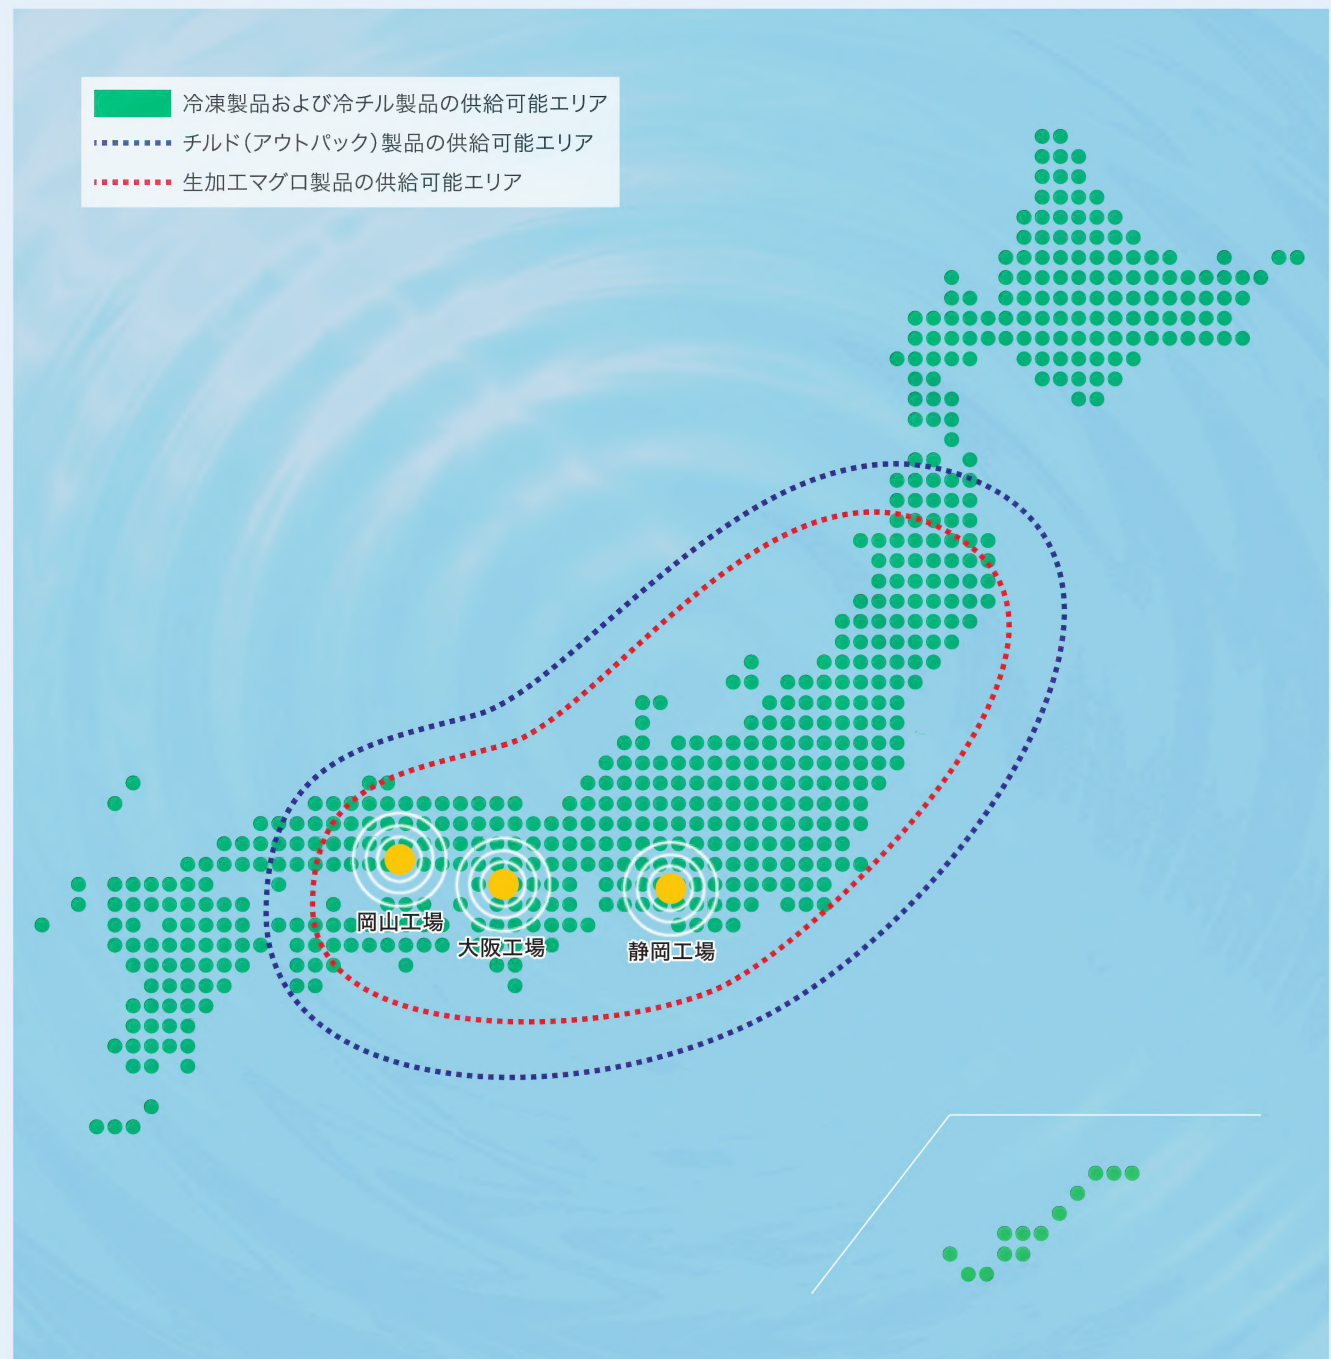 冷凍製品および冷チル製品の供給可能エリア
チルド（アウトパック）製品の供給可能エリア
生加工マグロ製品の供給可能エリア
岡山工場
大阪工場
静岡工場